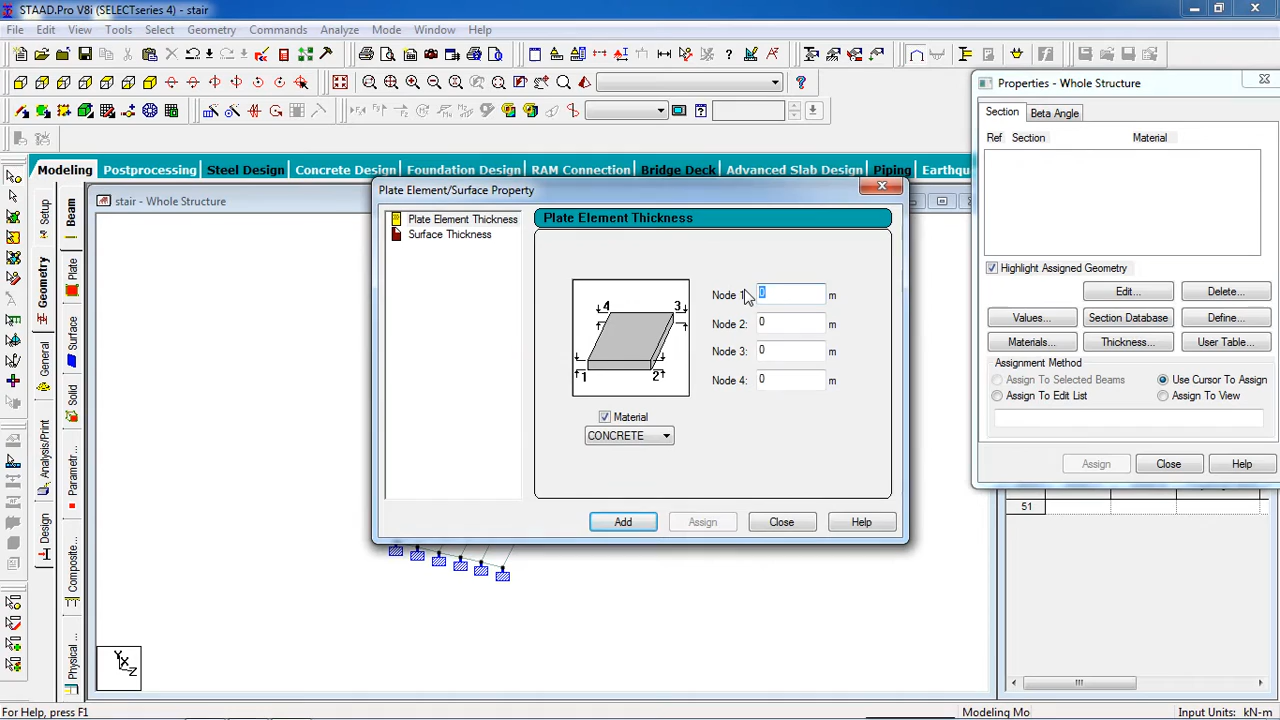 STAAD.Pro V8i (SELECTseries 4) - stair
File Edit View Tools Select Geometry Commands Analyze Mode Window Help
Modeling Postprocessing Steel Design Concrete Design Foundation Design RAM Connection Bridge Deck Advanced Slab Design Piping Earthqu
stair - Whole Structure
Setup
Geometry
General
Analysis/Print
Design
Beam
Plate
Surface
Solid
Parametr...
Composite...
Physical ...
Plate Element/Surface Property
Plate Element Thickness
Surface Thickness
Plate Element Thickness
4 3
1 2
Node 1: 0 m
Node 2: 0 m
Node 3: 0 m
Node 4: 0 m
Material
CONCRETE
Add Assign Close Help
Properties - Whole Structure
Section Beta Angle
Ref Section Material
Highlight Assigned Geometry
Edit... Delete...
Values... Section Database Define...
Materials... Thickness... User Table...
Assignment Method
Assign To Selected Beams Use Cursor To Assign
Assign To Edit List Assign To View
Assign Close Help
51
Y
X
Z
For Help, press F1
Modeling Mo Input Units: kN-m